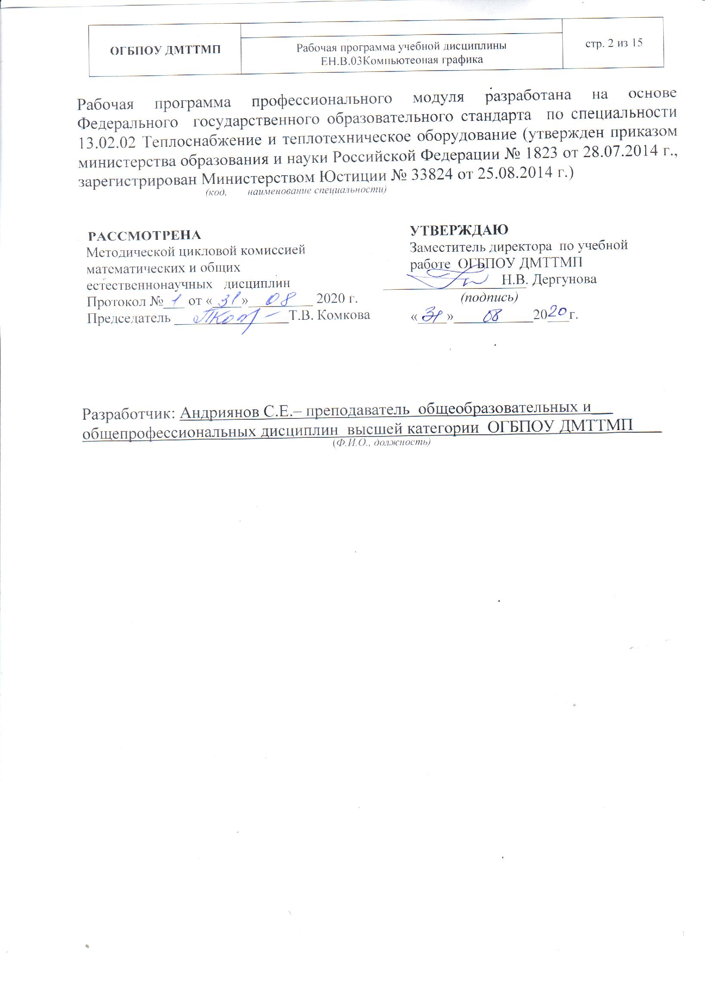 ОГБПОУ ДМТТМП
Рабочая программа учебной дисциплины
ЕН.В.03Компьютеоная графика
стр. 2 из 15
Рабочая программа профессионального модуля разработана на основе
Федерального государственного образовательного стандарта по специальности
13.02.02 Теплоснабжение и теплотехническое оборудование (утвержден приказом
министерства образования и науки Российской Федерации № 1823 от 28.07.2014 г.,
зарегистрирован Министерством Юстиции № 33824 от 25.08.2014 г.)
(код, наименование специальности)
РАССМОТРЕНА
Методической цикловой комиссией
математических и общих
естественнонаучных дисциплин
Протокол № 1 от « 31 » 08 2020 г.
Председатель Т.В. Комкова
УТВЕРЖДАЮ
Заместитель директора по учебной
работе ОГБПОУ ДМТТМП
Н.В. Дергунова
(подпись)
« 31 » 08 2020 г.
Разработчик: Андриянов С.Е.– преподаватель общеобразовательных и
общепрофессиональных дисциплин высшей категории ОГБПОУ ДМТТМП
(Ф.И.О., должность)